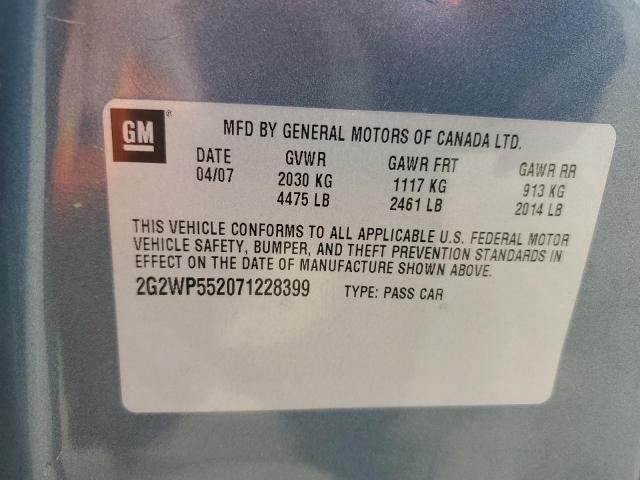 GM®
MFD BY GENERAL MOTORS OF CANADA LTD.
DATE GVWR GAWR FRT GAWR RR
04/07 2030 KG 1117 KG 913 KG
4475 LB 2461 LB 2014 LB
THIS VEHICLE CONFORMS TO ALL APPLICABLE U.S. FEDERAL MOTOR
VEHICLE SAFETY, BUMPER, AND THEFT PREVENTION STANDARDS IN
EFFECT ON THE DATE OF MANUFACTURE SHOWN ABOVE.
2G2WP552071228399 TYPE: PASS CAR